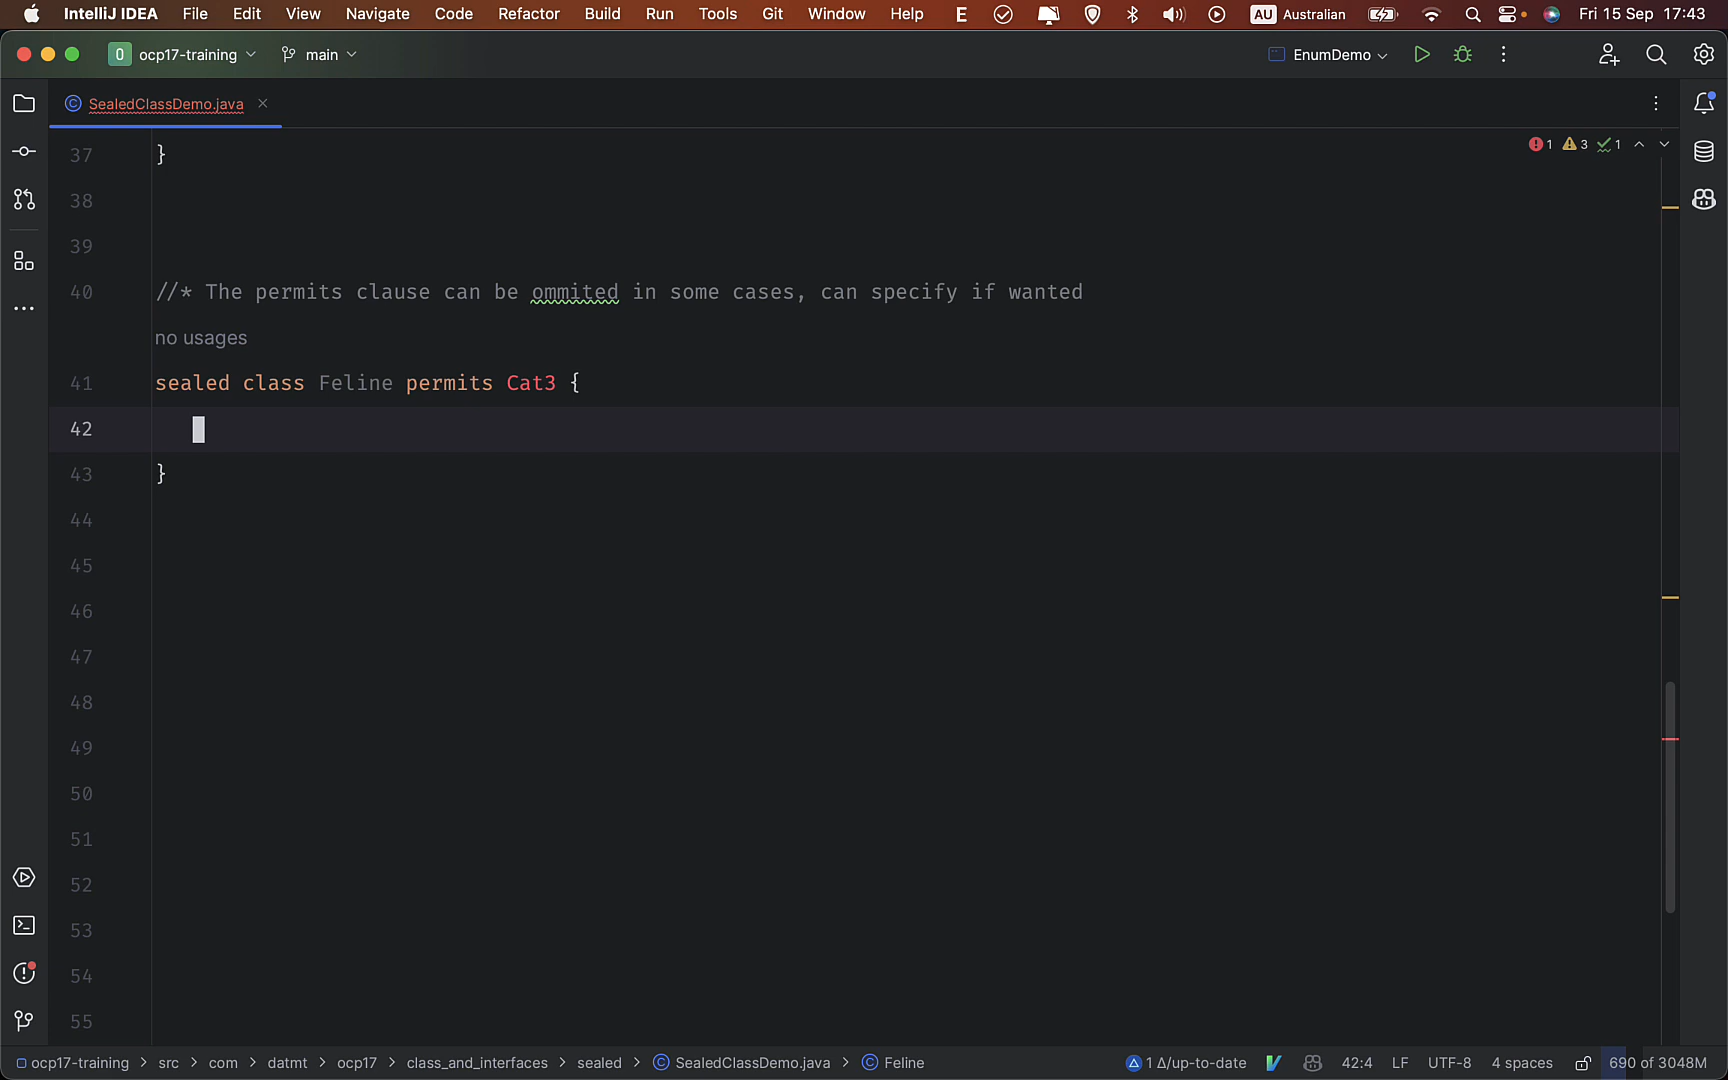 IntelliJ IDEA File Edit View Navigate Code Refactor Build Run Tools Git Window Help E AU Australian Fri 15 Sep 17:43
0 ocp17-training main EnumDemo
SealedClassDemo.java
1 3 1
37 }
38
39
40 //* The permits clause can be ommited in some cases, can specify if wanted
no usages
41 sealed class Feline permits Cat3 {
42
43 }
44
45
46
47
48
49
50
51
52
53
54
55
ocp17-training > src > com > datmt > ocp17 > class_and_interfaces > sealed > SealedClassDemo.java > Feline 1 Δ/up-to-date 42:4 LF UTF-8 4 spaces 690 of 3048M